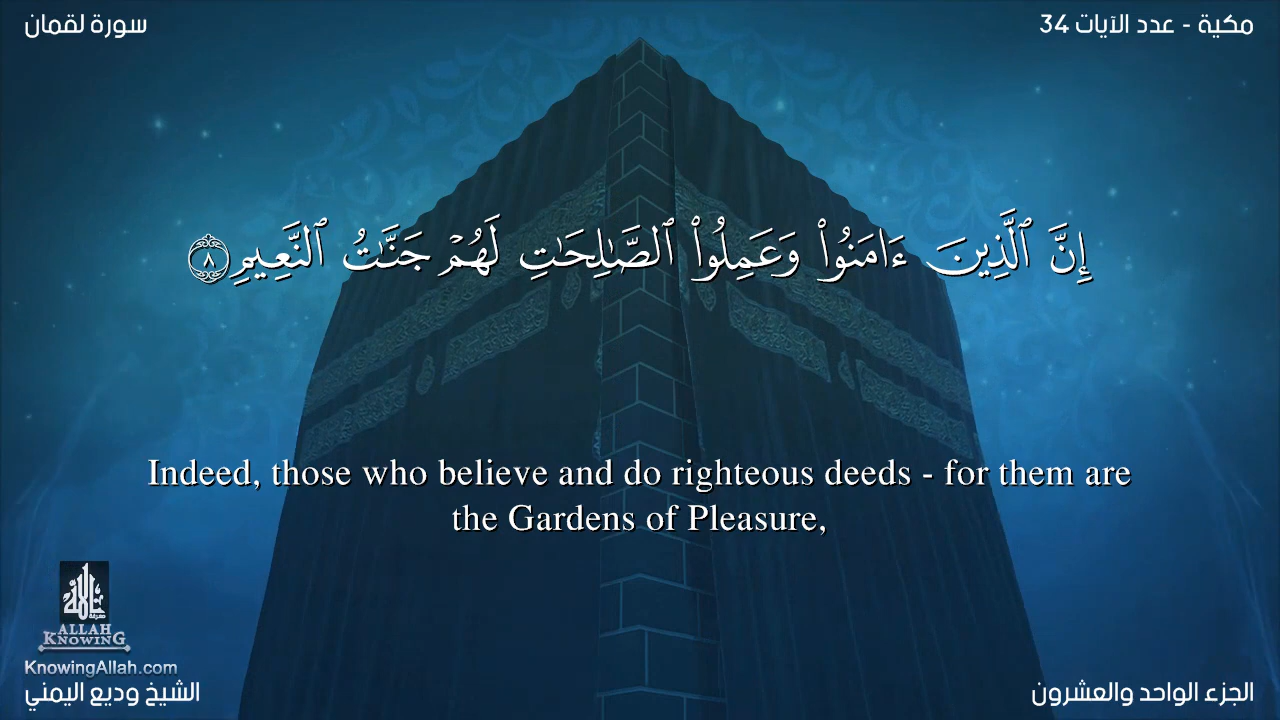 سورة لقمان
مكية - عدد الآيات 34
إِنَّ ٱلَّذِينَ ءَامَنُوا۟ وَعَمِلُوا۟ ٱلصَّـٰلِحَـٰتِ لَهُمْ جَنَّـٰتُ ٱلنَّعِيمِ ٨
Indeed, those who believe and do righteous deeds - for them are
the Gardens of Pleasure,
ALLAH
KNOWING
KnowingAllah.com
الشيخ وديع اليمني
الجزء الواحد والعشرون